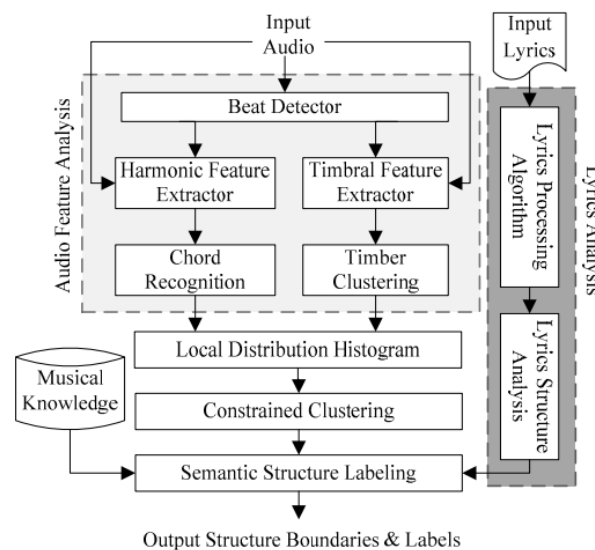 Input
Audio
Input
Lyrics
Audio Feature Analysis
Beat Detector
Harmonic Feature
Extractor
Timbral Feature
Extractor
Chord
Recognition
Timber
Clustering
Lyrics Processing
Algorithm
Lyrics Structure
Analysis
Lyrics Analysis
Local Distribution Histogram
Musical
Knowledge
Constrained Clustering
Semantic Structure Labeling
Output Structure Boundaries & Labels